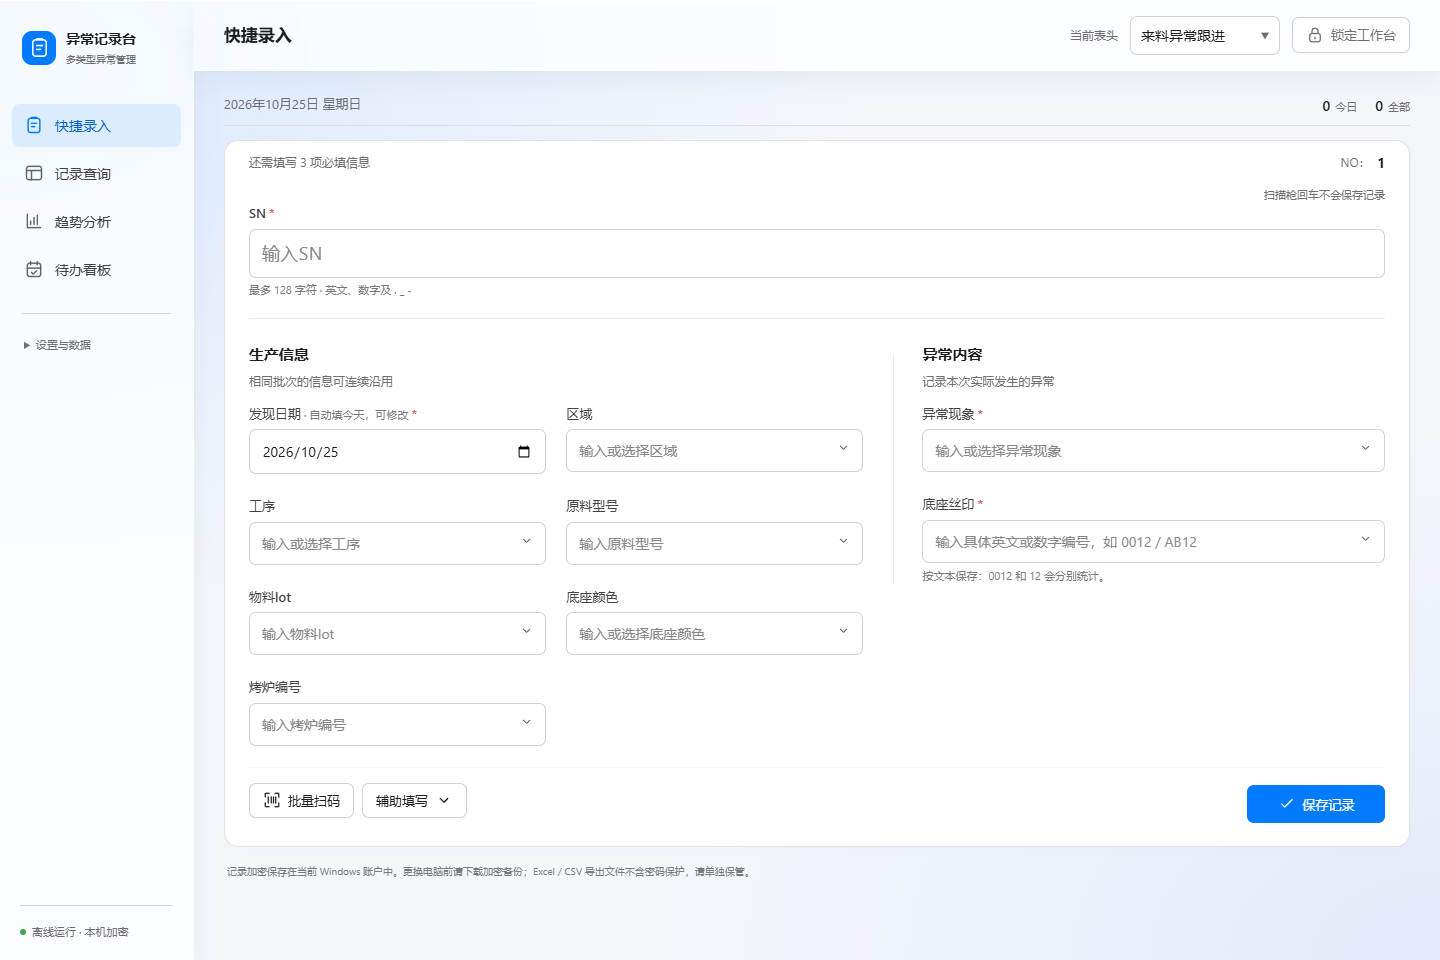 异常记录台
多类型异常管理
快捷录入
记录查询
趋势分析
待办看板
设置与数据
离线运行 · 本机加密
快捷录入
当前表头
来料异常跟进
锁定工作台
2026年10月25日 星期日
0 今日 0 全部
还需填写 3 项必填信息
NO： 1
扫描枪回车不会保存记录
SN *
输入SN
最多 128 字符 · 英文、数字及 . _ -
生产信息
相同批次的信息可连续沿用
发现日期 · 自动填今天，可修改 *
2026/10/25
区域
输入或选择区域
工序
输入或选择工序
原料型号
输入原料型号
物料lot
输入物料lot
底座颜色
输入或选择底座颜色
烤炉编号
输入烤炉编号
异常内容
记录本次实际发生的异常
异常现象 *
输入或选择异常现象
底座丝印 *
输入具体英文或数字编号，如 0012 / AB12
按文本保存：0012 和 12 会分别统计。
批量扫码
辅助填写
保存记录
记录加密保存在当前 Windows 账户中。更换电脑前请下载加密备份；Excel / CSV 导出文件不含密码保护，请单独保管。